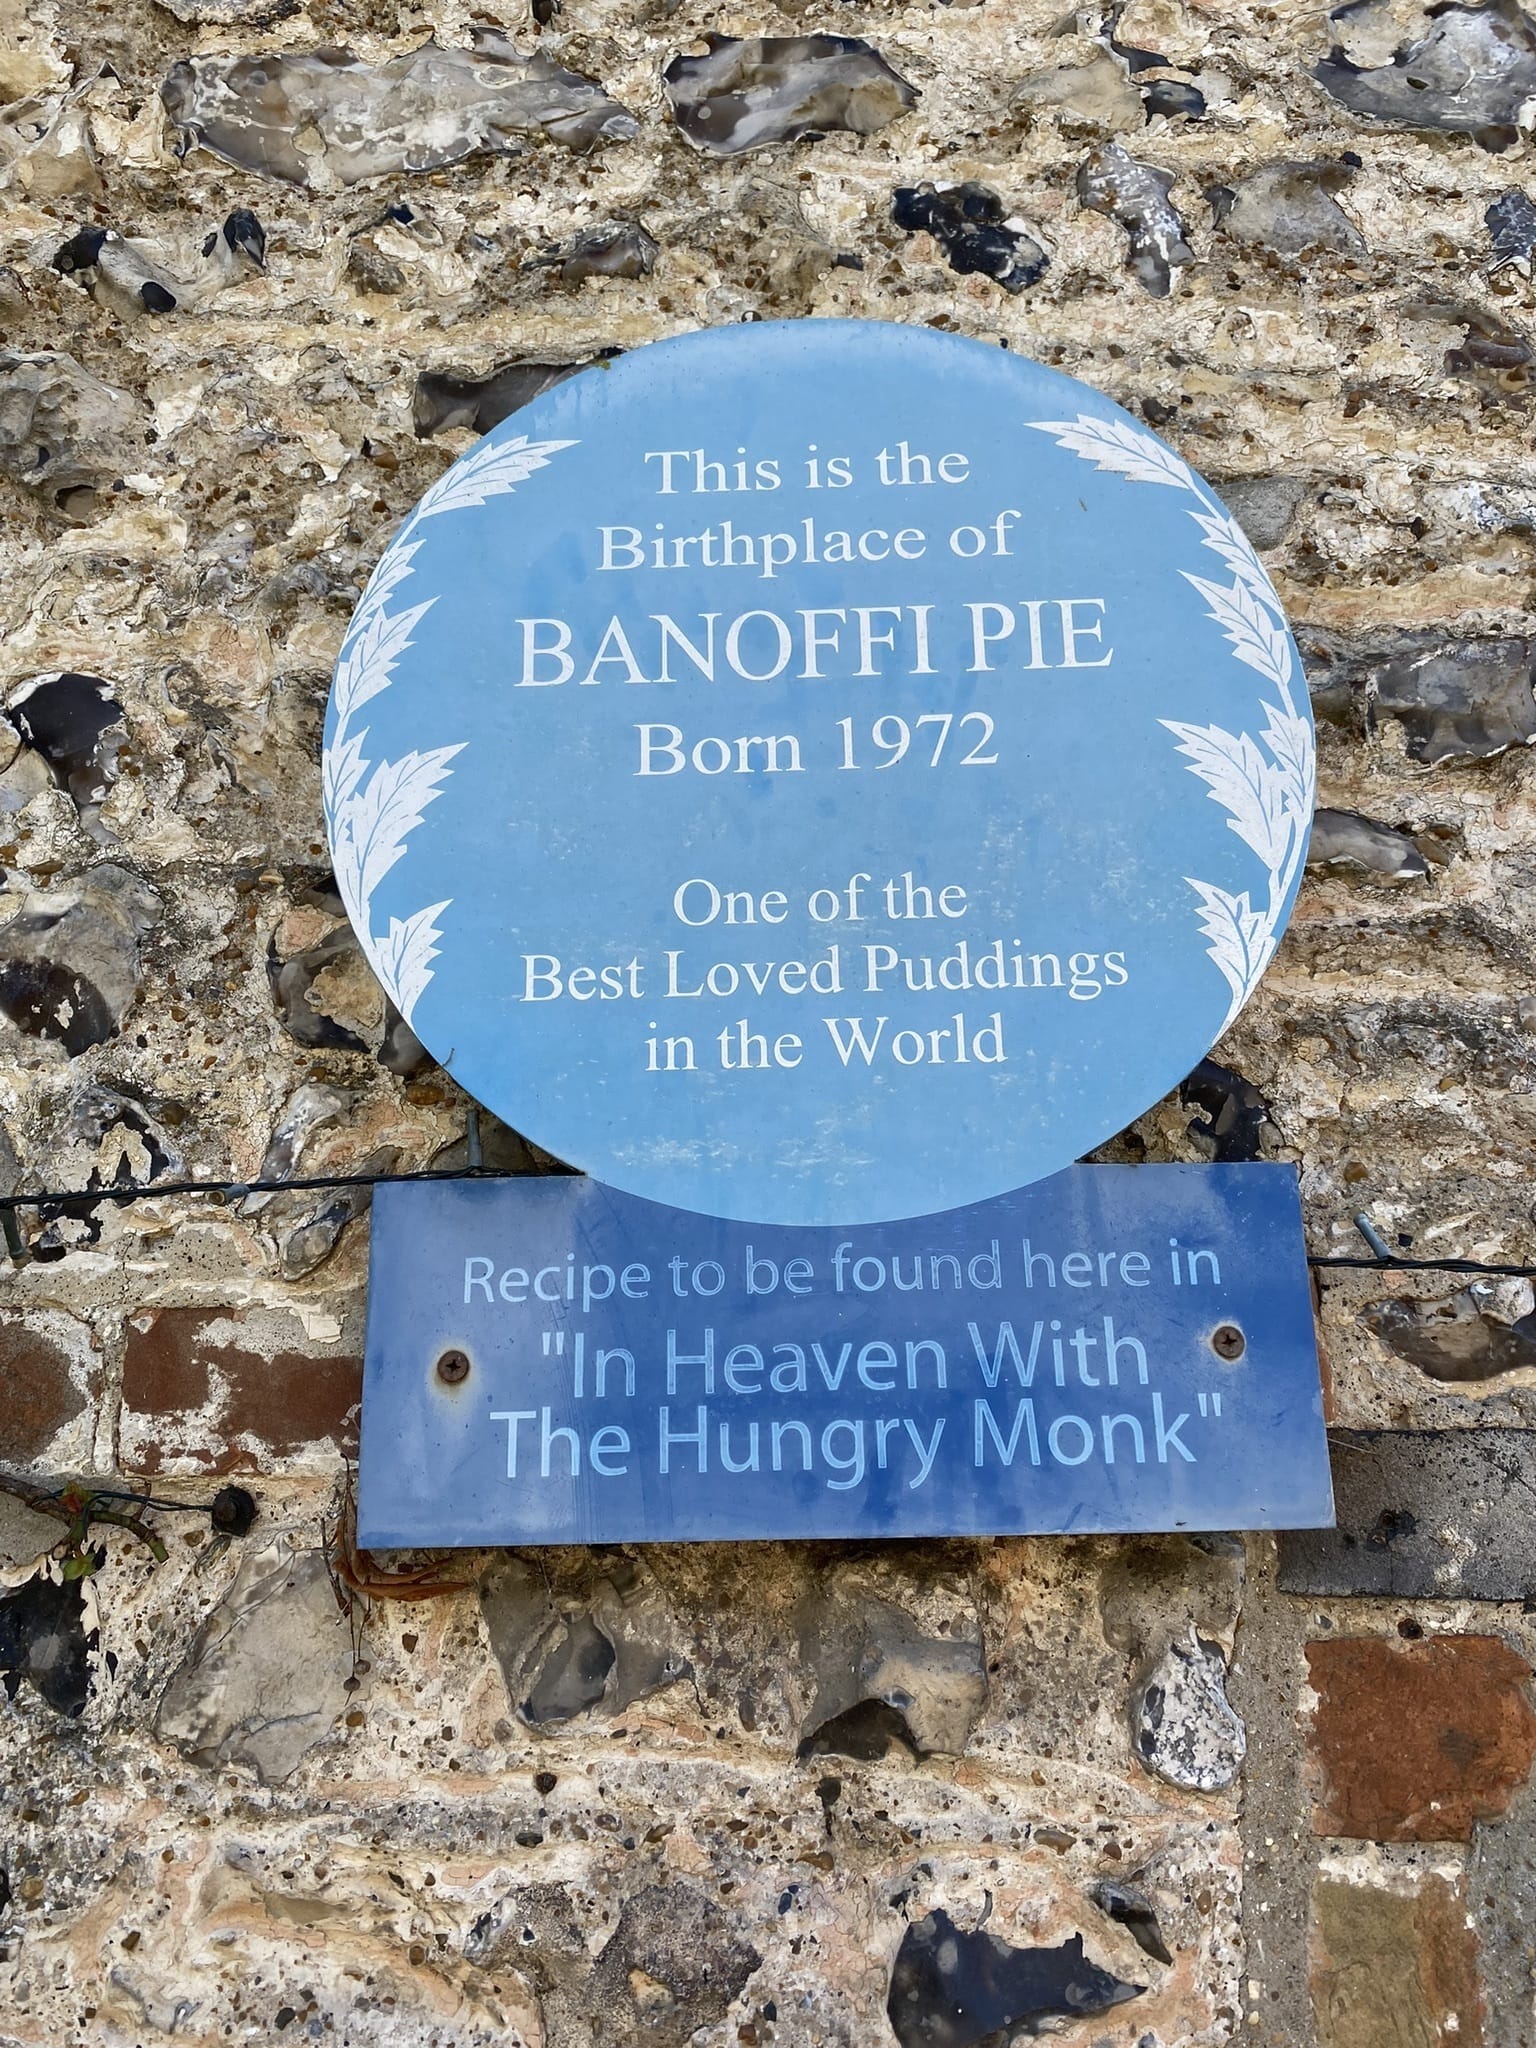 This is the
Birthplace of
BANOFFI PIE
Born 1972
One of the
Best Loved Puddings
in the World
Recipe to be found here in
"In Heaven With
The Hungry Monk"